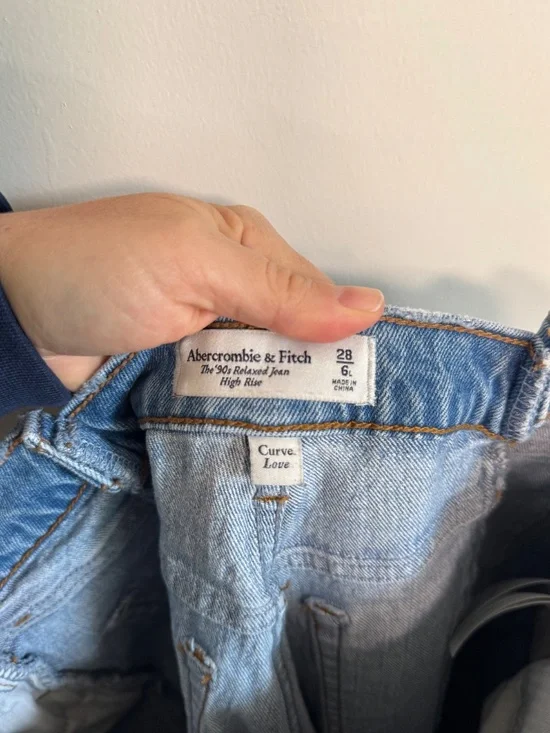 Abercrombie & Fitch
The '90s Relaxed Jean
High Rise
28
6L
MADE IN
CHINA
Curve
Love